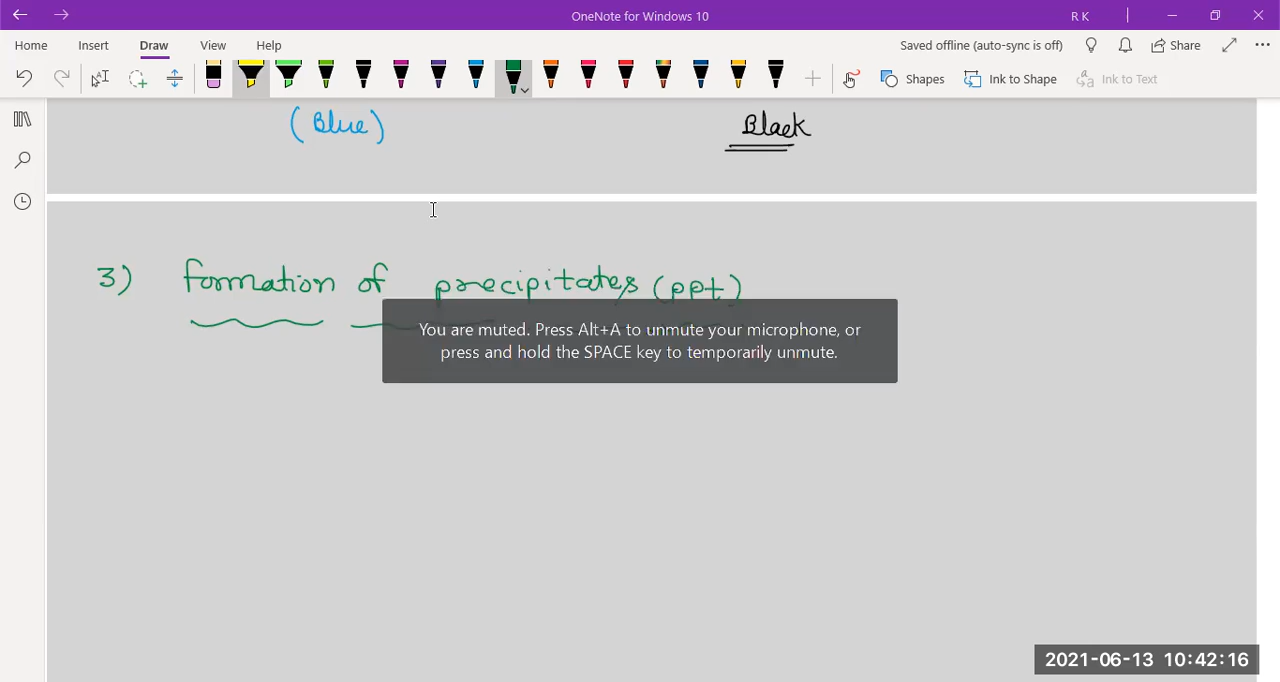 OneNote for Windows 10
R K
Home Insert Draw View Help
Saved offline (auto-sync is off) Share
Shapes Ink to Shape Ink to Text
(Blue) Black
3) formation of precipitates (ppt)
You are muted. Press Alt+A to unmute your microphone, or
press and hold the SPACE key to temporarily unmute.
2021-06-13 10:42:16